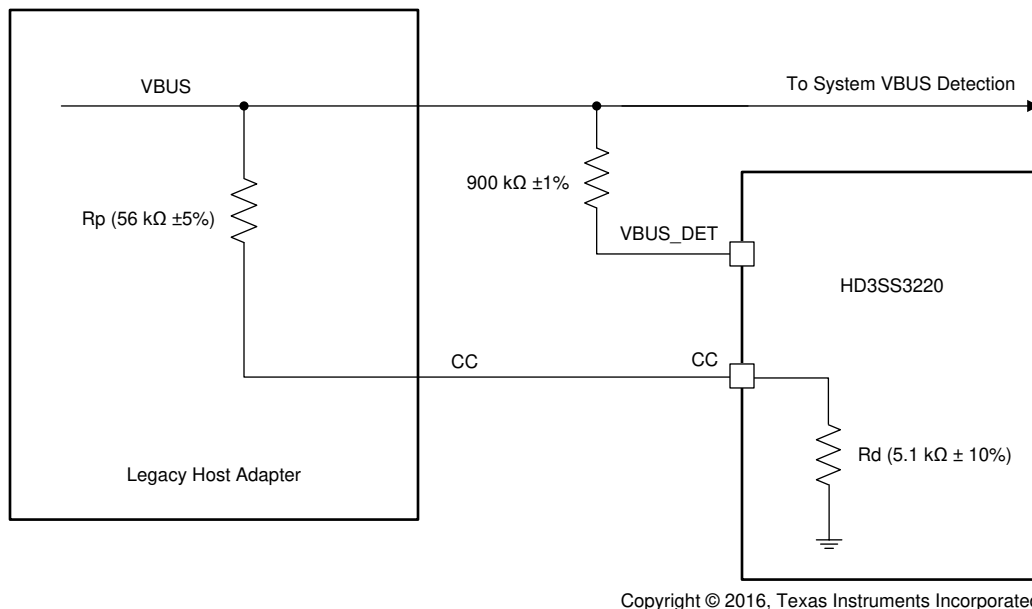 VBUS
To System VBUS Detection
900 kΩ ±1%
Rp (56 kΩ ±5%)
VBUS_DET
HD3SS3220
CC
CC
Rd (5.1 kΩ ± 10%)
Legacy Host Adapter
Copyright © 2016, Texas Instruments Incorporated